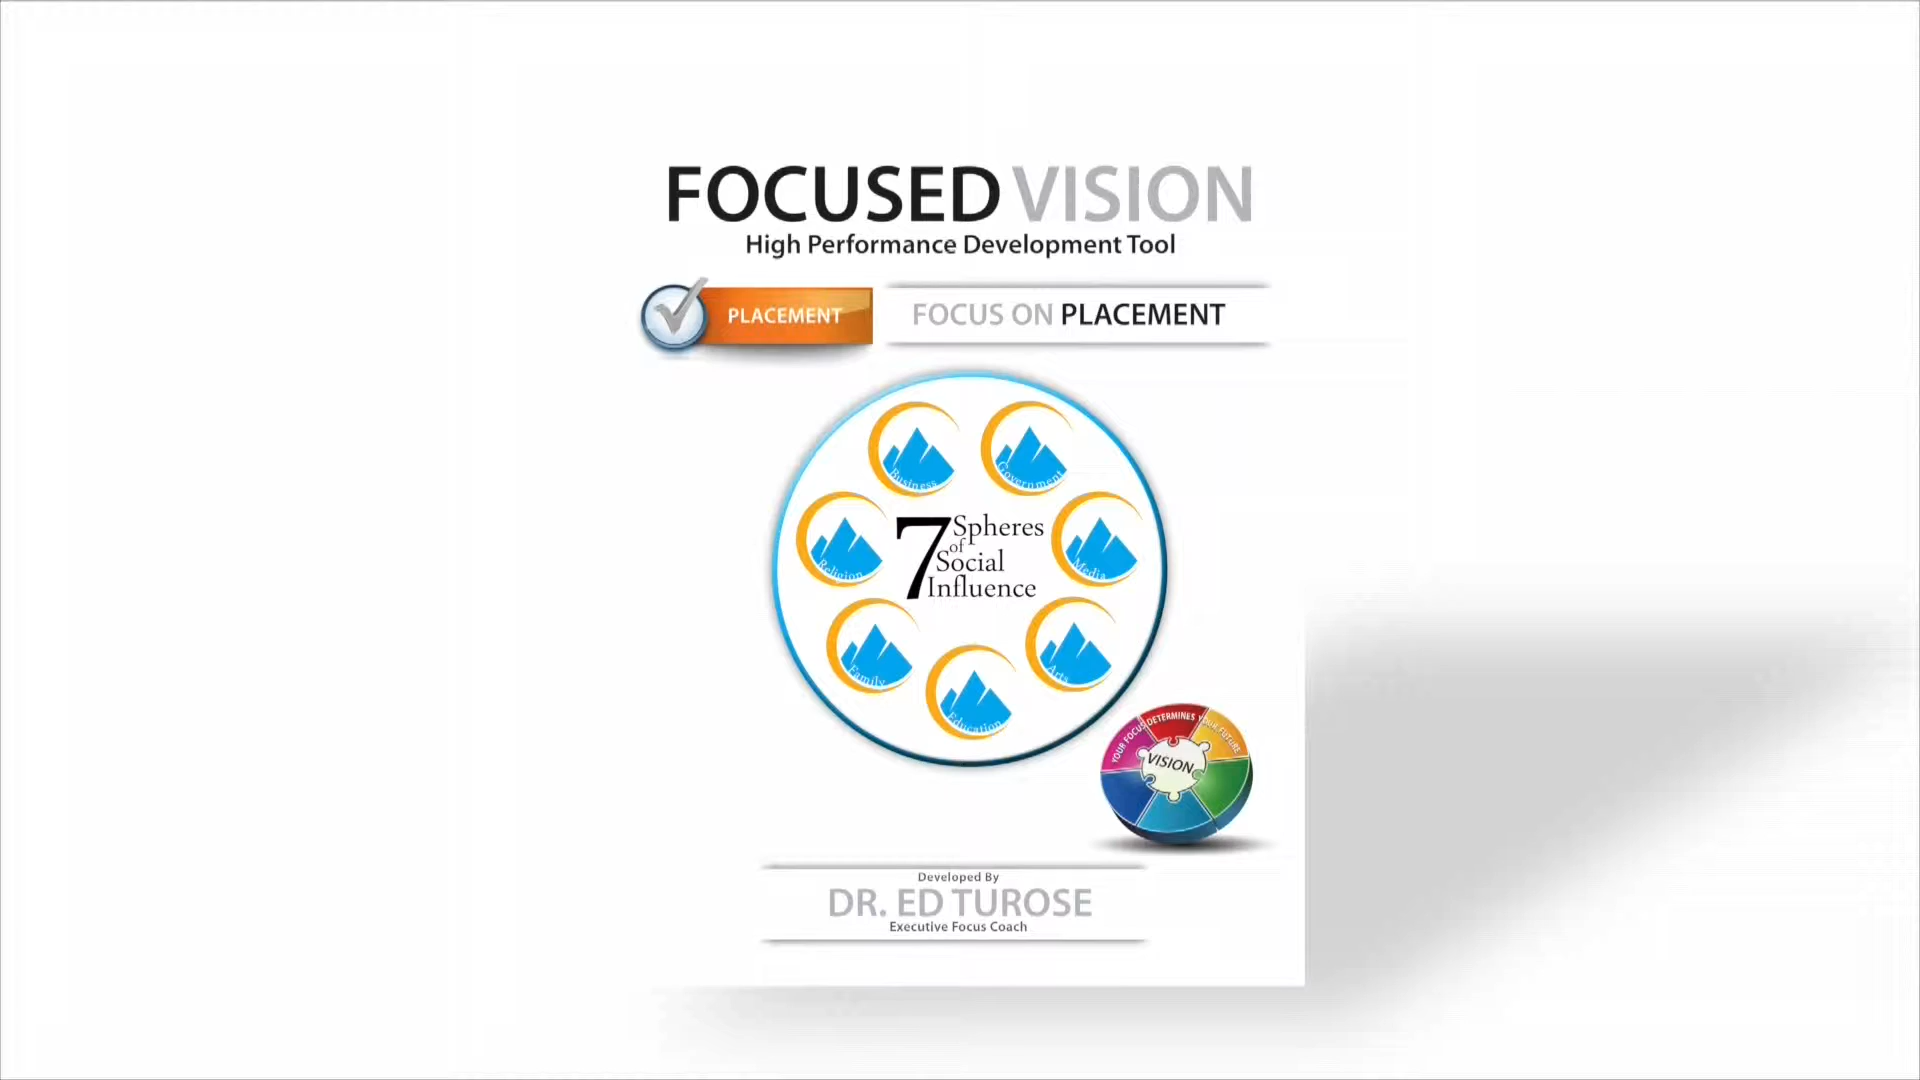 FOCUSED VISION
High Performance Development Tool
PLACEMENT
FOCUS ON PLACEMENT
Business
Government
Religion
7 Spheres
of
Social
Influence
Media
Family
Arts
Education
YOUR FOCUS DETERMINES YOUR FUTURE
VISION
Developed By
DR. ED TUROSE
Executive Focus Coach